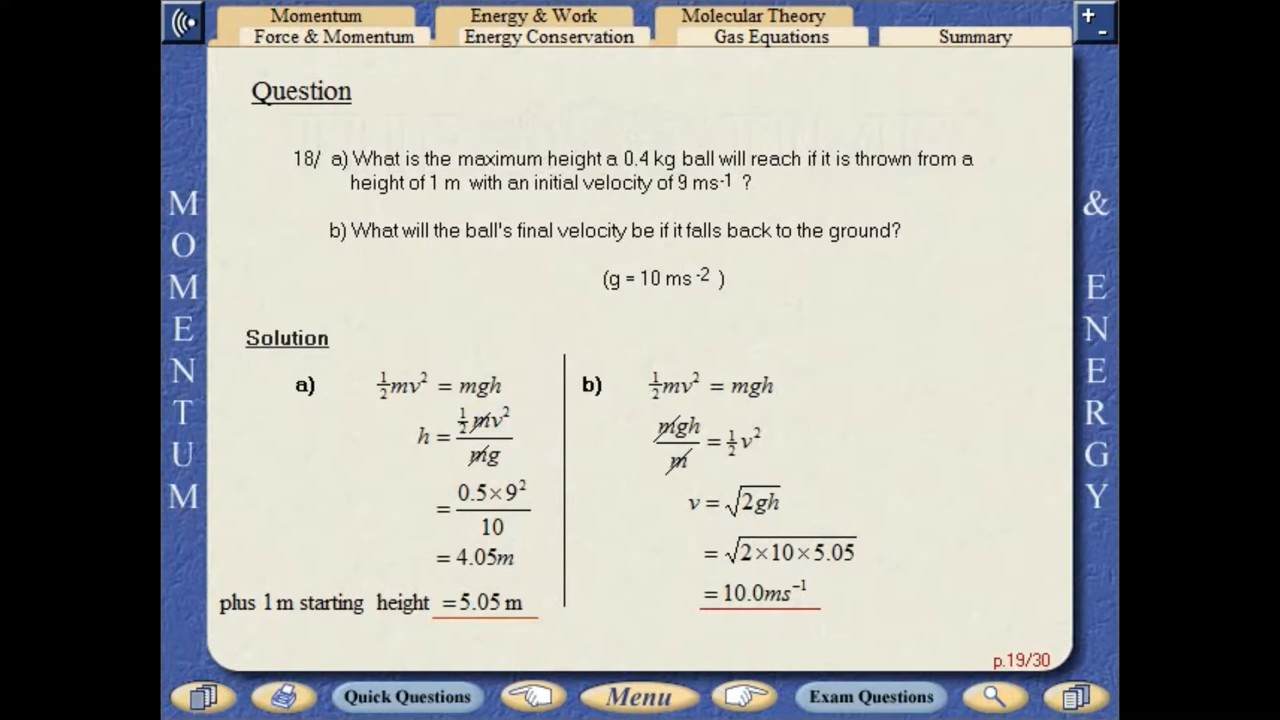 Momentum
Energy & Work
Molecular Theory
+
-
Force & Momentum
Energy Conservation
Gas Equations
Summary
MOMENTUM
& ENERGY
Question
18/ a) What is the maximum height a 0.4 kg ball will reach if it is thrown from a
height of 1 m with an initial velocity of 9 ms⁻¹ ?
b) What will the ball's final velocity be if it falls back to the ground?
(g = 10 ms⁻² )
Solution
a) ½mv² = mgh
h = ½mv² / mg
= 0.5×9² / 10
= 4.05m
plus 1 m starting height = 5.05 m
b) ½mv² = mgh
mgh / m = ½v²
v = √2gh
= √2×10×5.05
= 10.0ms⁻¹
p.19/30
Quick Questions
Menu
Exam Questions